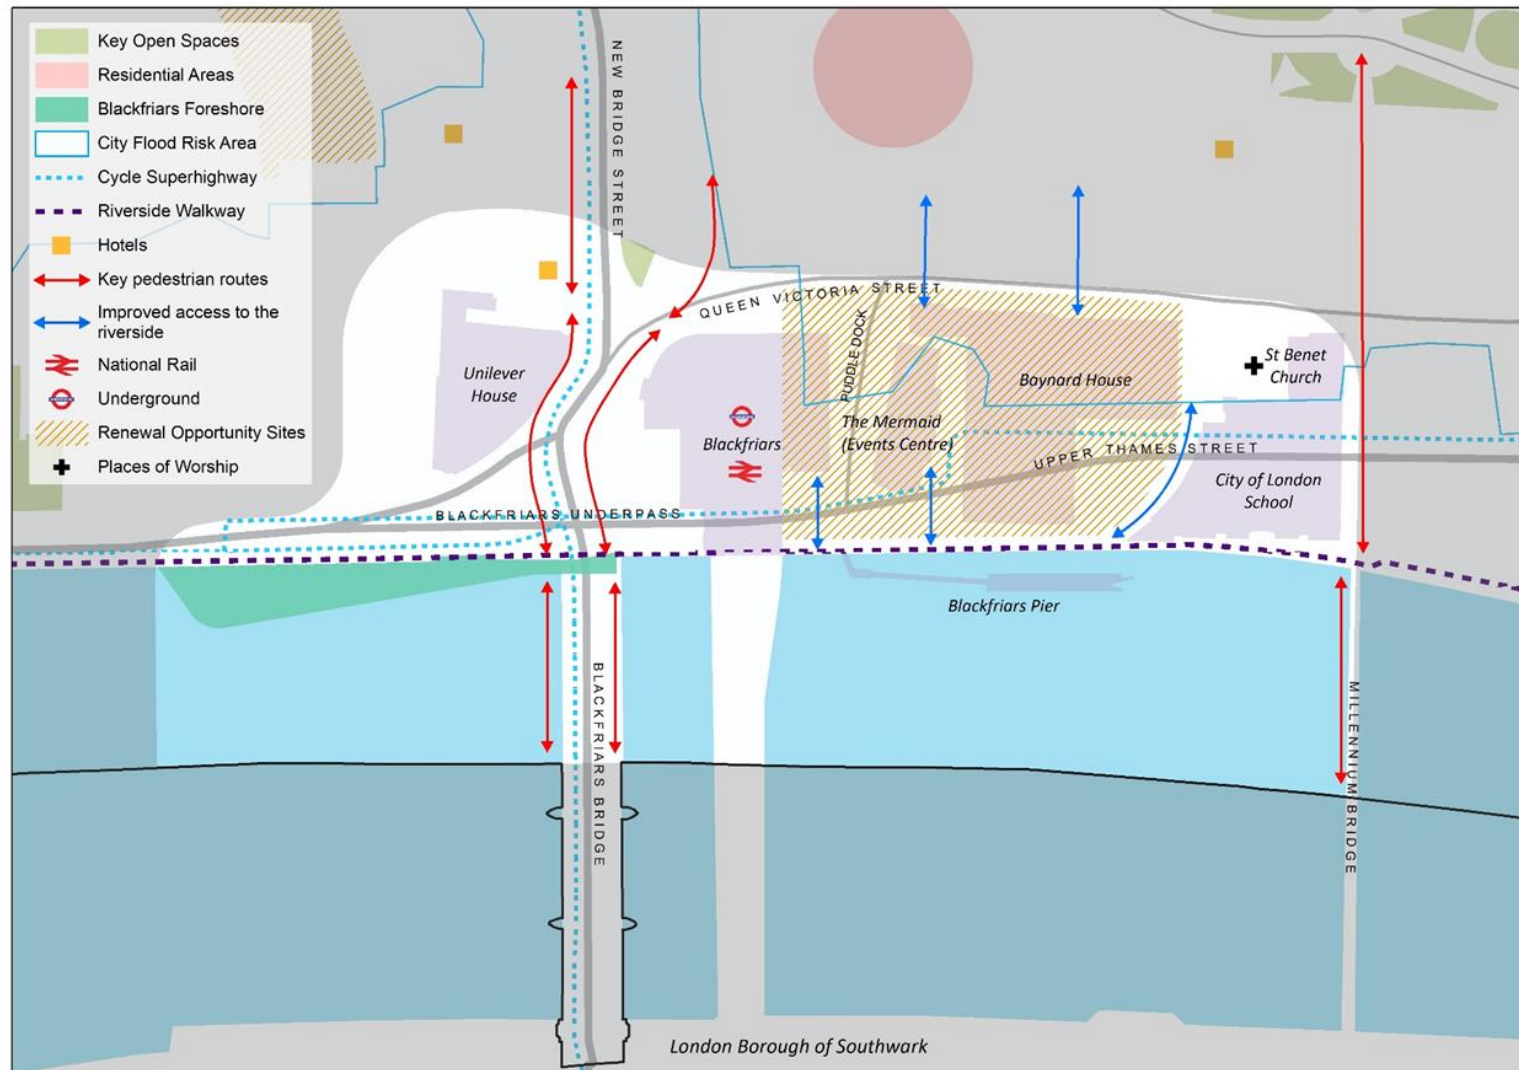 Key Open Spaces
Residential Areas
Blackfriars Foreshore
City Flood Risk Area
Cycle Superhighway
Riverside Walkway
Hotels
Key pedestrian routes
Improved access to the
riverside
National Rail
Underground
Renewal Opportunity Sites
Places of Worship
NEW BRIDGE STREET
QUEEN VICTORIA STREET
PUDDLE DOCK
Unilever
House
Baynard House
St Benet
Church
The Mermaid
(Events Centre)
Blackfriars
UPPER THAMES STREET
City of London
School
BLACKFRIARS UNDERPASS
Blackfriars Pier
BLACKFRIARS BRIDGE
MILLENNIUM BRIDGE
London Borough of Southwark